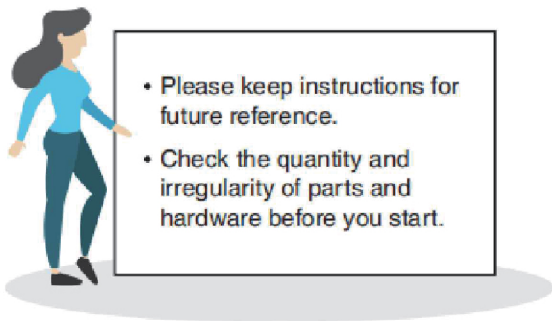 • Please keep instructions for
future reference.
• Check the quantity and
irregularity of parts and
hardware before you start.